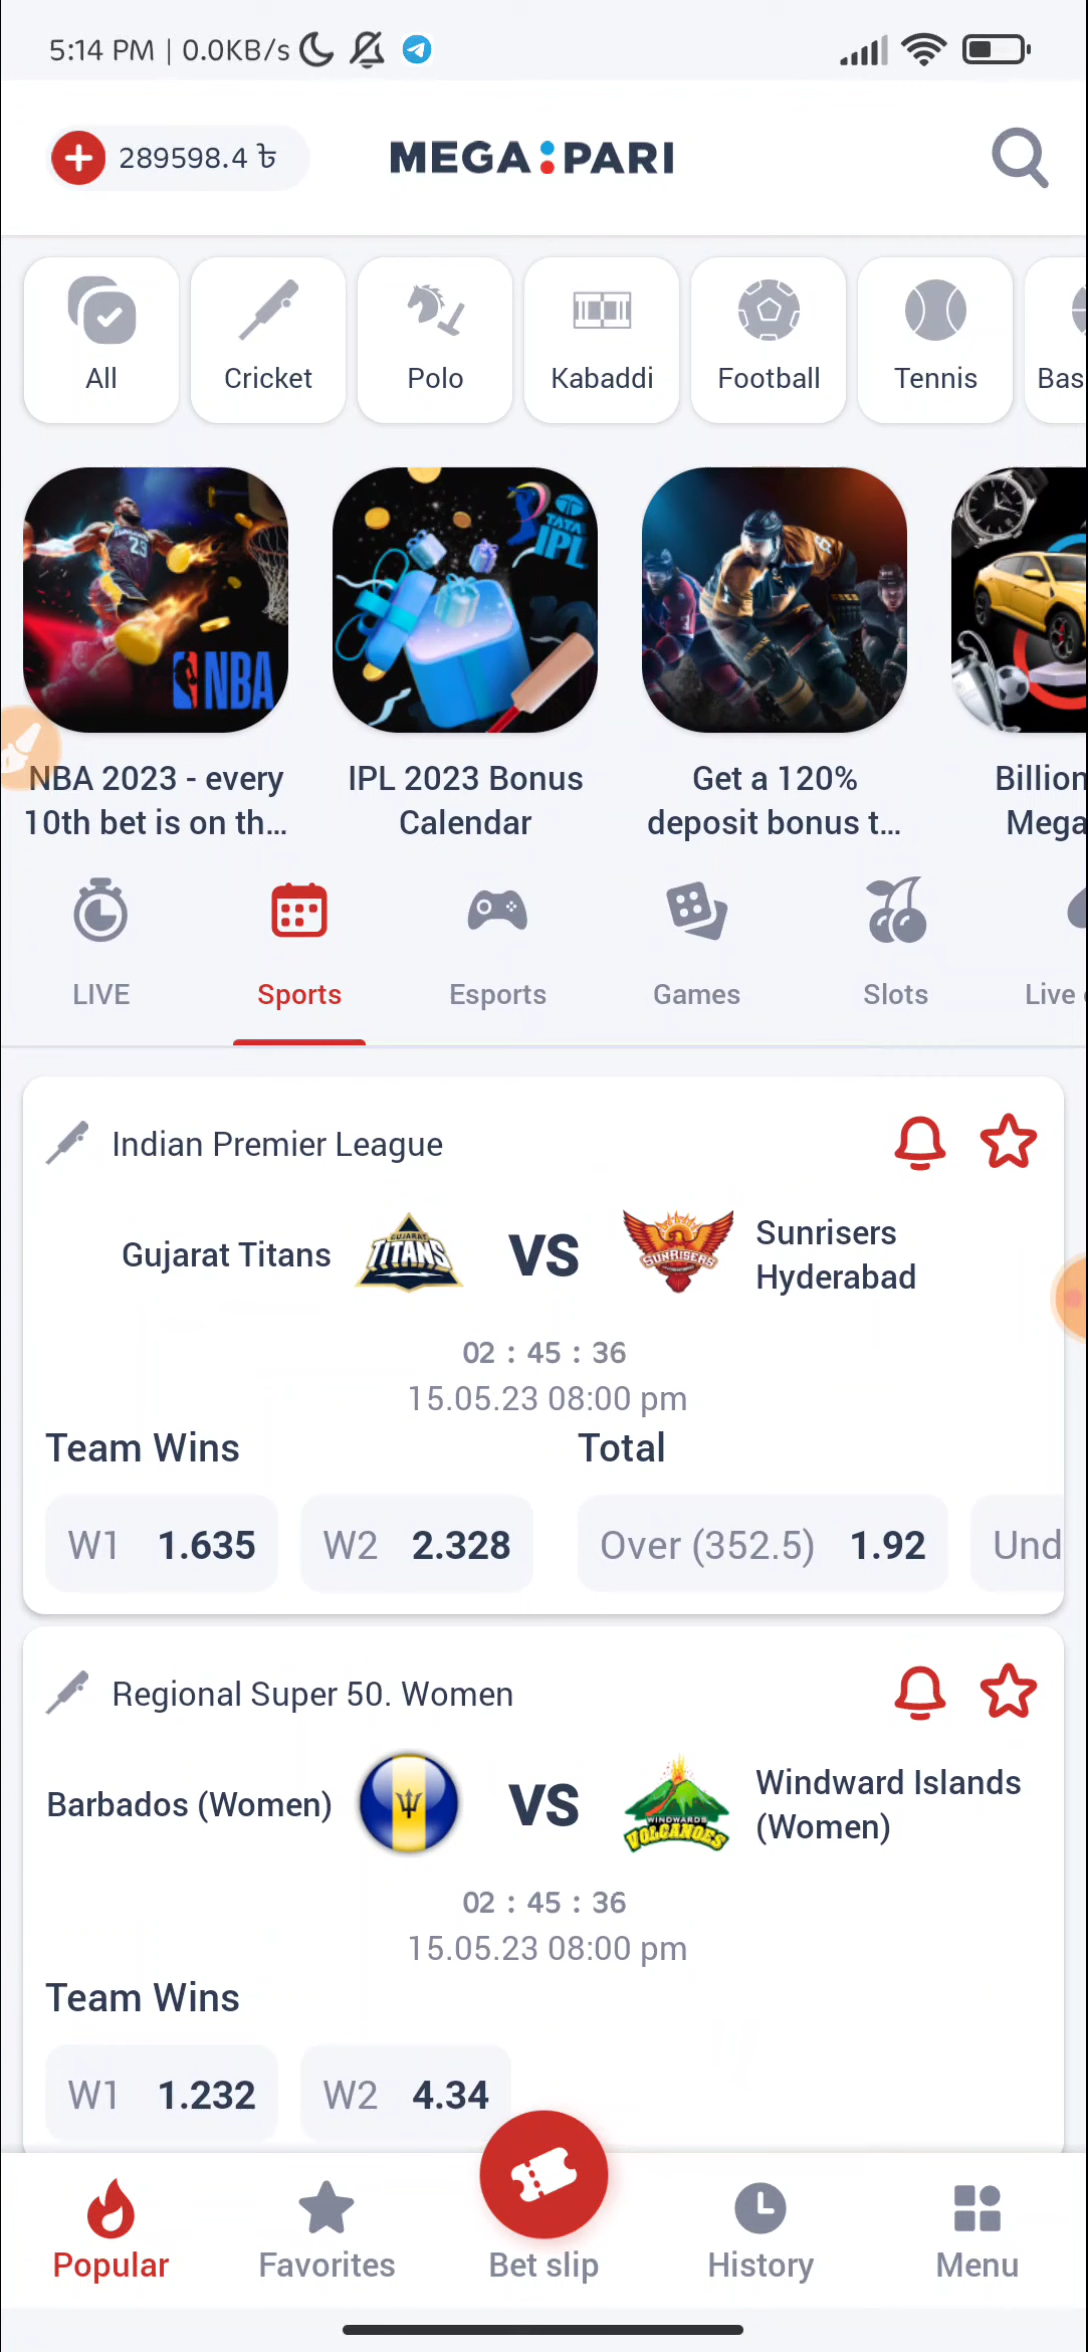 5:14 PM | 0.0KB/s
289598.4 ৳
MEGA:PARI
All
Cricket
Polo
Kabaddi
Football
Tennis
Bas
23
NBA
TATA
IPL
NBA 2023 - every
10th bet is on th...
IPL 2023 Bonus
Calendar
Get a 120%
deposit bonus t...
Billion
Mega
LIVE
Sports
Esports
Games
Slots
Live
Indian Premier League
Gujarat Titans
GUJARAT
TITANS
VS
SUNRISERS
Sunrisers
Hyderabad
02 : 45 : 36
15.05.23 08:00 pm
Team Wins
Total
W1 1.635
W2 2.328
Over (352.5) 1.92
Und
Regional Super 50. Women
Barbados (Women)
VS
WINDWARDS
VOLCANOES
Windward Islands
(Women)
02 : 45 : 36
15.05.23 08:00 pm
Team Wins
W1 1.232
W2 4.34
Popular
Favorites
Bet slip
History
Menu